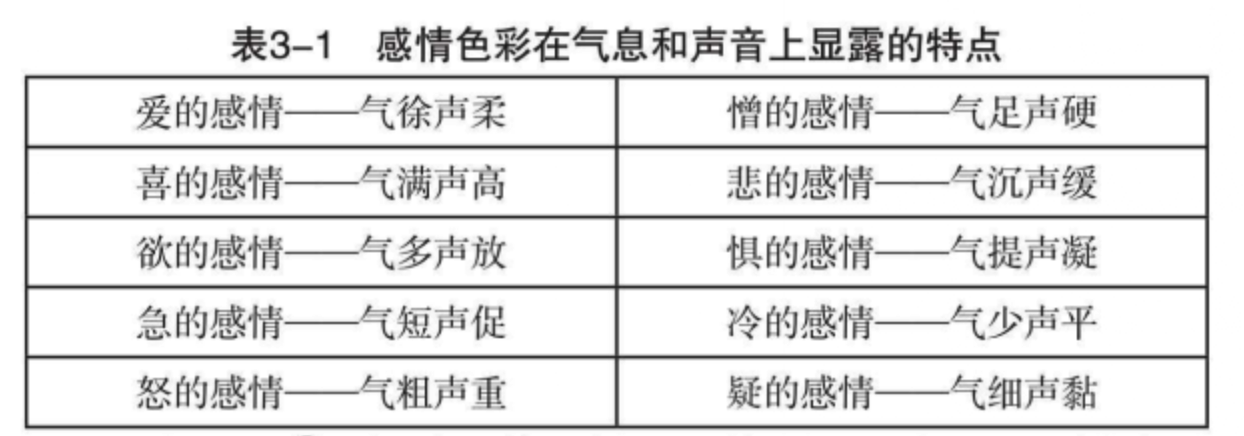 表3-1 感情色彩在气息和声音上显露的特点
爱的感情——气徐声柔 憎的感情——气足声硬
喜的感情——气满声高 悲的感情——气沉声缓
欲的感情——气多声放 惧的感情——气提声凝
急的感情——气短声促 冷的感情——气少声平
怒的感情——气粗声重 疑的感情——气细声黏